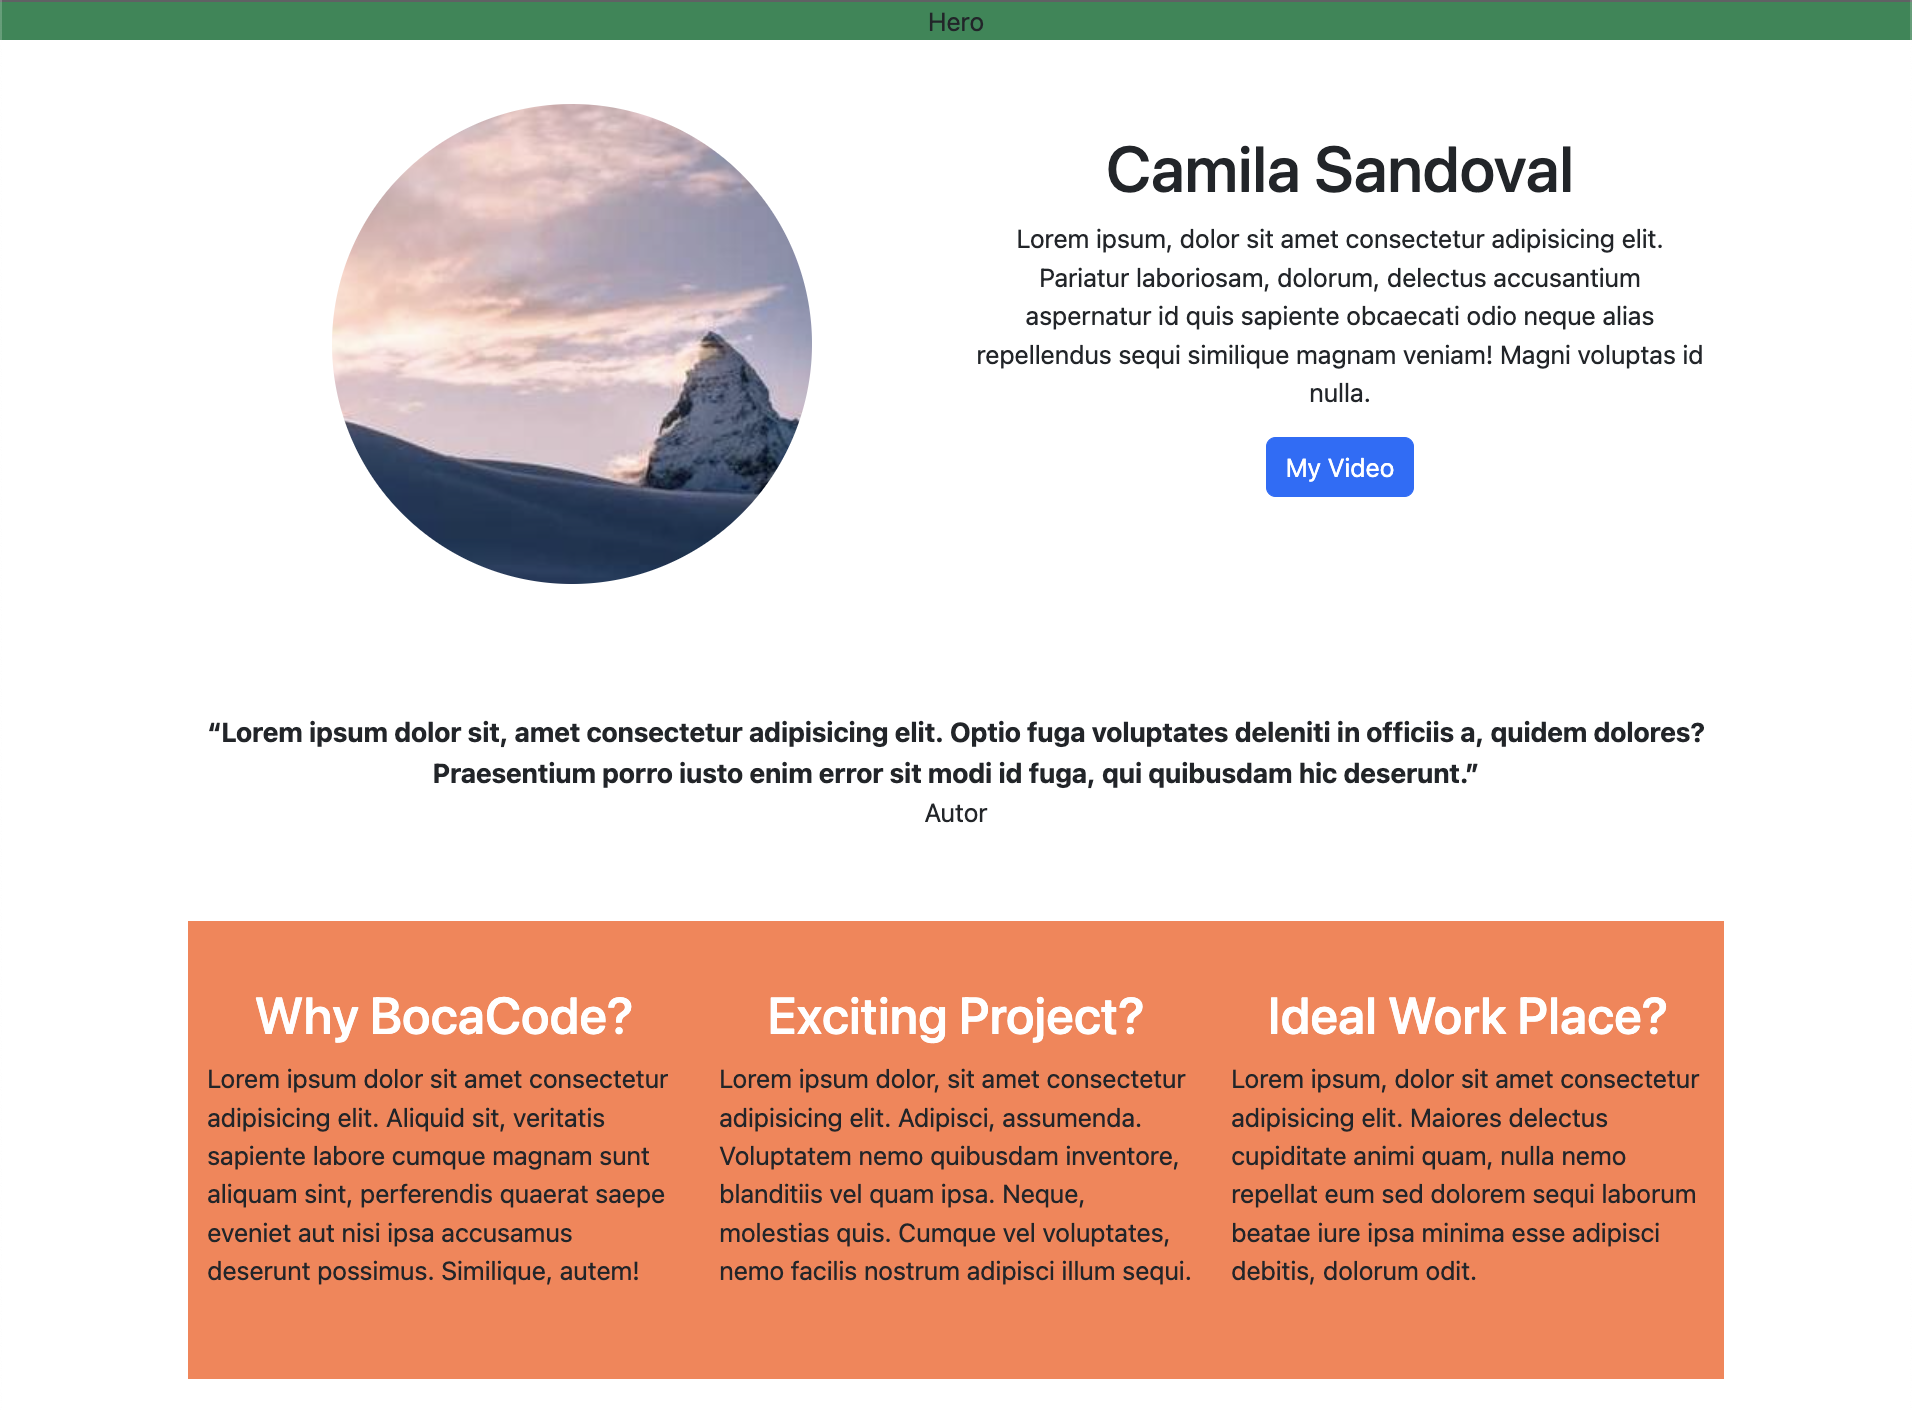 Hero
Camila Sandoval
Lorem ipsum, dolor sit amet consectetur adipisicing elit.
Pariatur laboriosam, dolorum, delectus accusantium
aspernatur id quis sapiente obcaecati odio neque alias
repellendus sequi similique magnam veniam! Magni voluptas id
nulla.
My Video
“Lorem ipsum dolor sit, amet consectetur adipisicing elit. Optio fuga voluptates deleniti in officiis a, quidem dolores?
Praesentium porro iusto enim error sit modi id fuga, qui quibusdam hic deserunt.”
Autor
Why BocaCode?
Lorem ipsum dolor sit amet consectetur
adipisicing elit. Aliquid sit, veritatis
sapiente labore cumque magnam sunt
aliquam sint, perferendis quaerat saepe
eveniet aut nisi ipsa accusamus
deserunt possimus. Similique, autem!
Exciting Project?
Lorem ipsum dolor, sit amet consectetur
adipisicing elit. Adipisci, assumenda.
Voluptatem nemo quibusdam inventore,
blanditiis vel quam ipsa. Neque,
molestias quis. Cumque vel voluptates,
nemo facilis nostrum adipisci illum sequi.
Ideal Work Place?
Lorem ipsum, dolor sit amet consectetur
adipisicing elit. Maiores delectus
cupiditate animi quam, nulla nemo
repellat eum sed dolorem sequi laborum
beatae iure ipsa minima esse adipisci
debitis, dolorum odit.